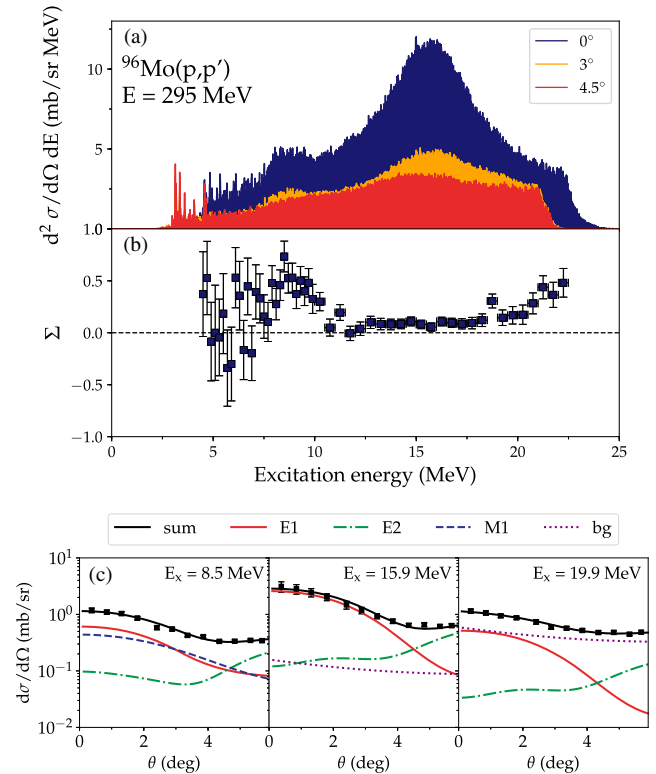 (a)
⁹⁶Mo(p,p′)
E = 295 MeV
0°
3°
4.5°
d² σ/dΩ dE (mb/sr MeV)
10
5
1.0
(b)
0.5
0.0
−0.5
−1.0
Σ
0 5 10 15 20 25
Excitation energy (MeV)
sum E1 E2 M1 bg
(c)
Eₓ = 8.5 MeV
Eₓ = 15.9 MeV
Eₓ = 19.9 MeV
dσ/dΩ (mb/sr)
10¹
10⁰
10⁻¹
10⁻²
0 2 4 0 2 4 0 2 4
θ (deg) θ (deg) θ (deg)